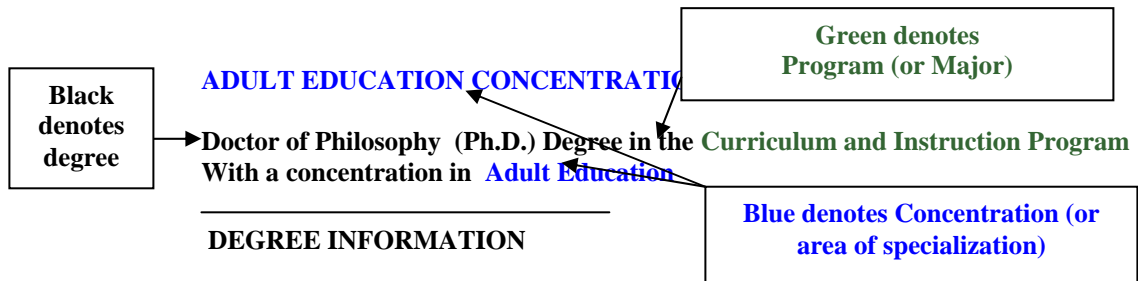 Green denotes
Program (or Major)
ADULT EDUCATION CONCENTRATIO
Black
denotes
degree
Doctor of Philosophy (Ph.D.) Degree in the Curriculum and Instruction Program
With a concentration in Adult Education
Blue denotes Concentration (or
area of specialization)
DEGREE INFORMATION